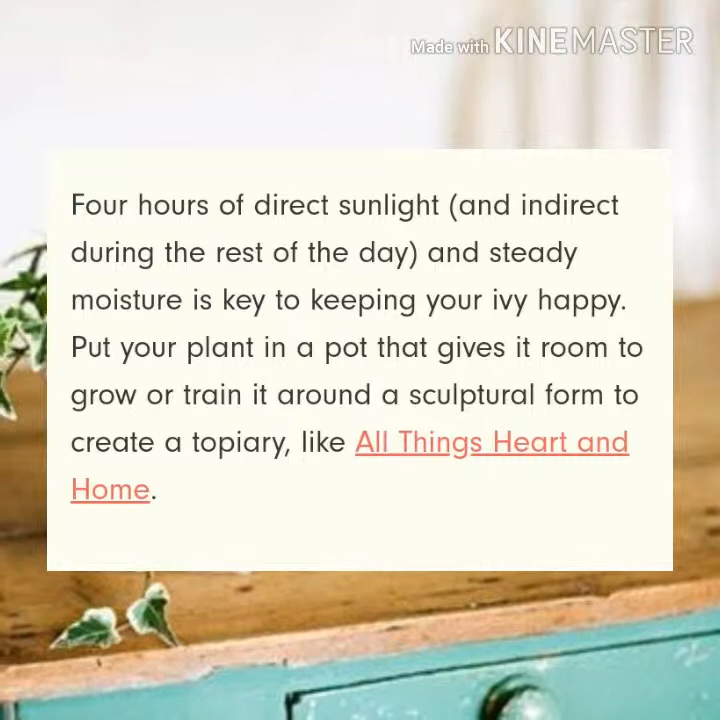 Made with KINEMASTER
Four hours of direct sunlight (and indirect
during the rest of the day) and steady
moisture is key to keeping your ivy happy.
Put your plant in a pot that gives it room to
grow or train it around a sculptural form to
create a topiary, like All Things Heart and
Home.